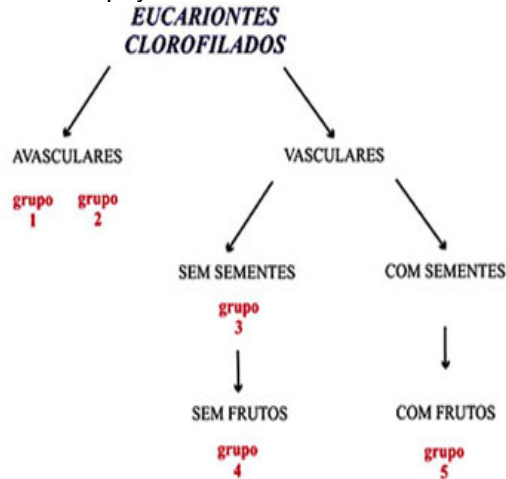 EUCARIONTES
CLOROFILADOS
AVASCULARES
VASCULARES
grupo grupo
1 2
SEM SEMENTES
COM SEMENTES
grupo
3
SEM FRUTOS
COM FRUTOS
grupo
4
grupo
5